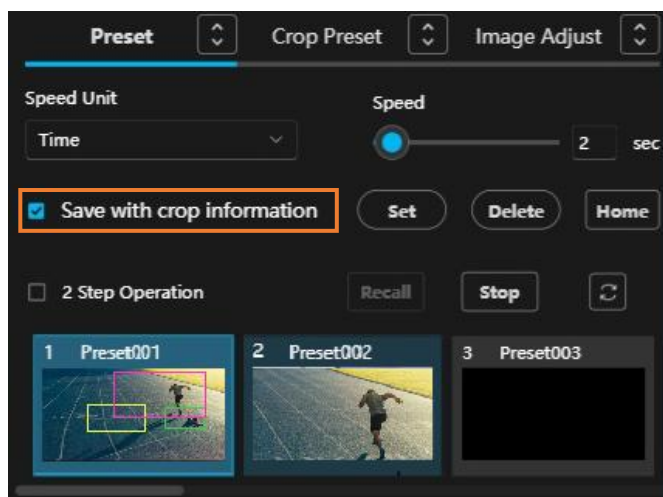 Preset Crop Preset Image Adjust
Speed Unit Speed
Time 2 sec
Save with crop information Set Delete Home
2 Step Operation Recall Stop
1 Preset001 2 Preset002 3 Preset003